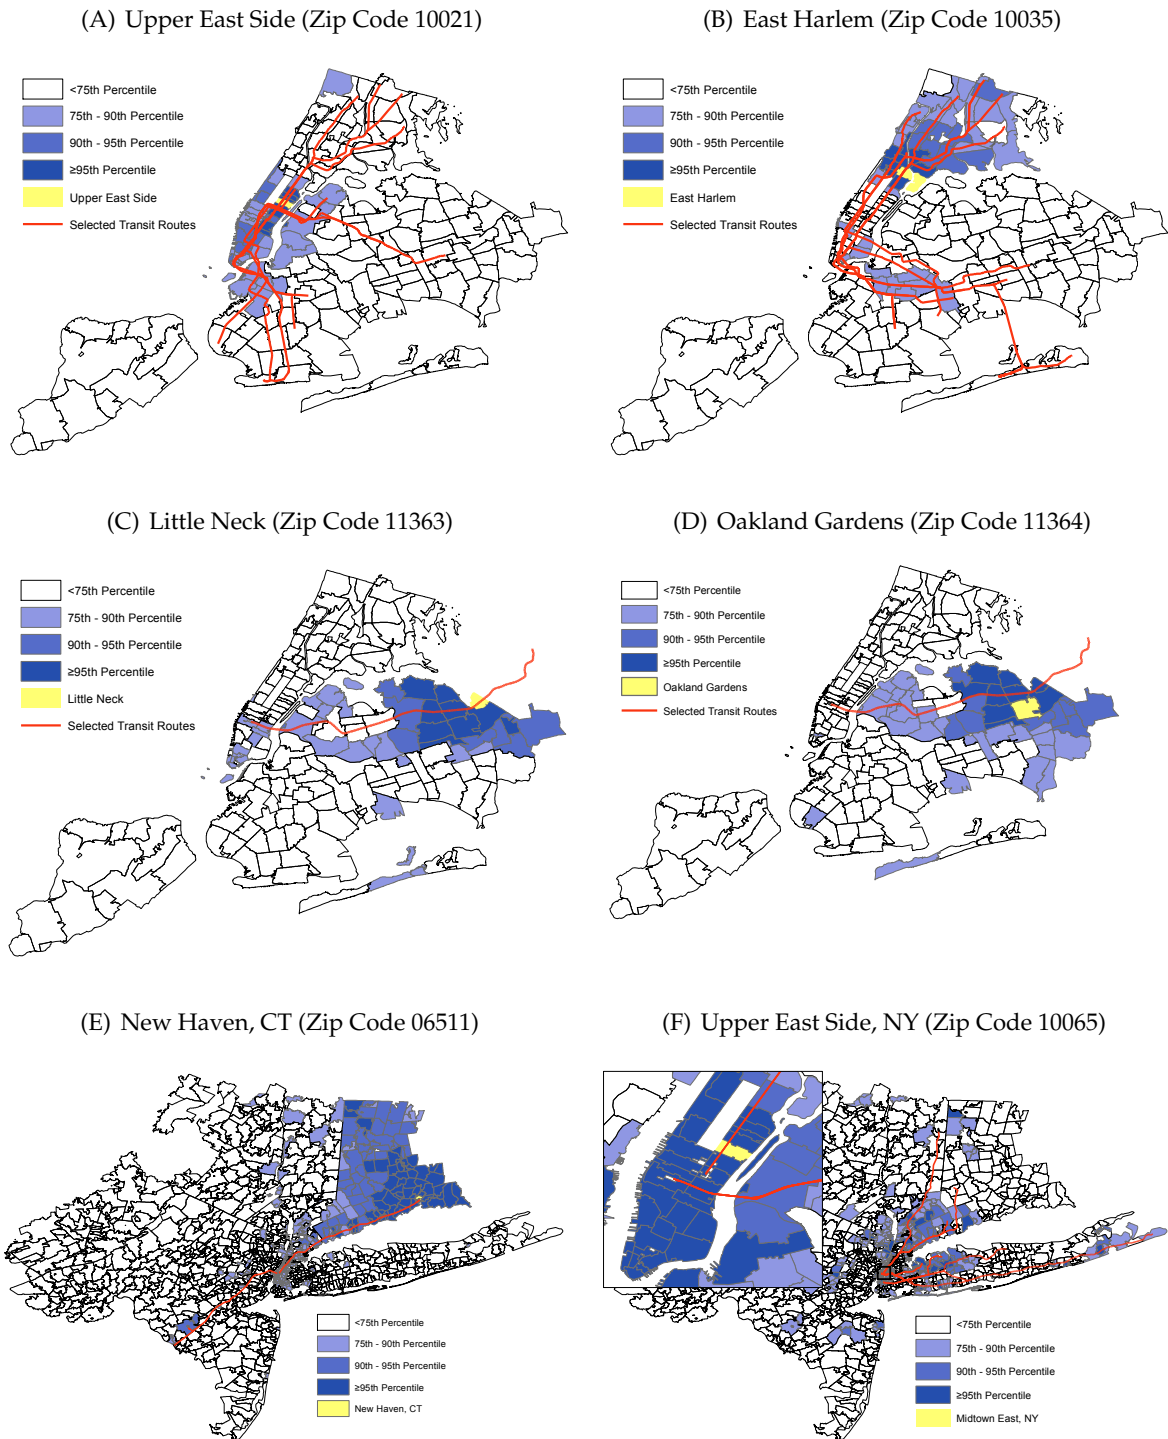 (A) Upper East Side (Zip Code 10021)
<75th Percentile
75th - 90th Percentile
90th - 95th Percentile
≥95th Percentile
Upper East Side
Selected Transit Routes
(B) East Harlem (Zip Code 10035)
<75th Percentile
75th - 90th Percentile
90th - 95th Percentile
≥95th Percentile
East Harlem
Selected Transit Routes
(C) Little Neck (Zip Code 11363)
<75th Percentile
75th - 90th Percentile
90th - 95th Percentile
≥95th Percentile
Little Neck
Selected Transit Routes
(D) Oakland Gardens (Zip Code 11364)
<75th Percentile
75th - 90th Percentile
90th - 95th Percentile
≥95th Percentile
Oakland Gardens
Selected Transit Routes
(E) New Haven, CT (Zip Code 06511)
<75th Percentile
75th - 90th Percentile
90th - 95th Percentile
≥95th Percentile
New Haven, CT
(F) Upper East Side, NY (Zip Code 10065)
<75th Percentile
75th - 90th Percentile
90th - 95th Percentile
≥95th Percentile
Midtown East, NY